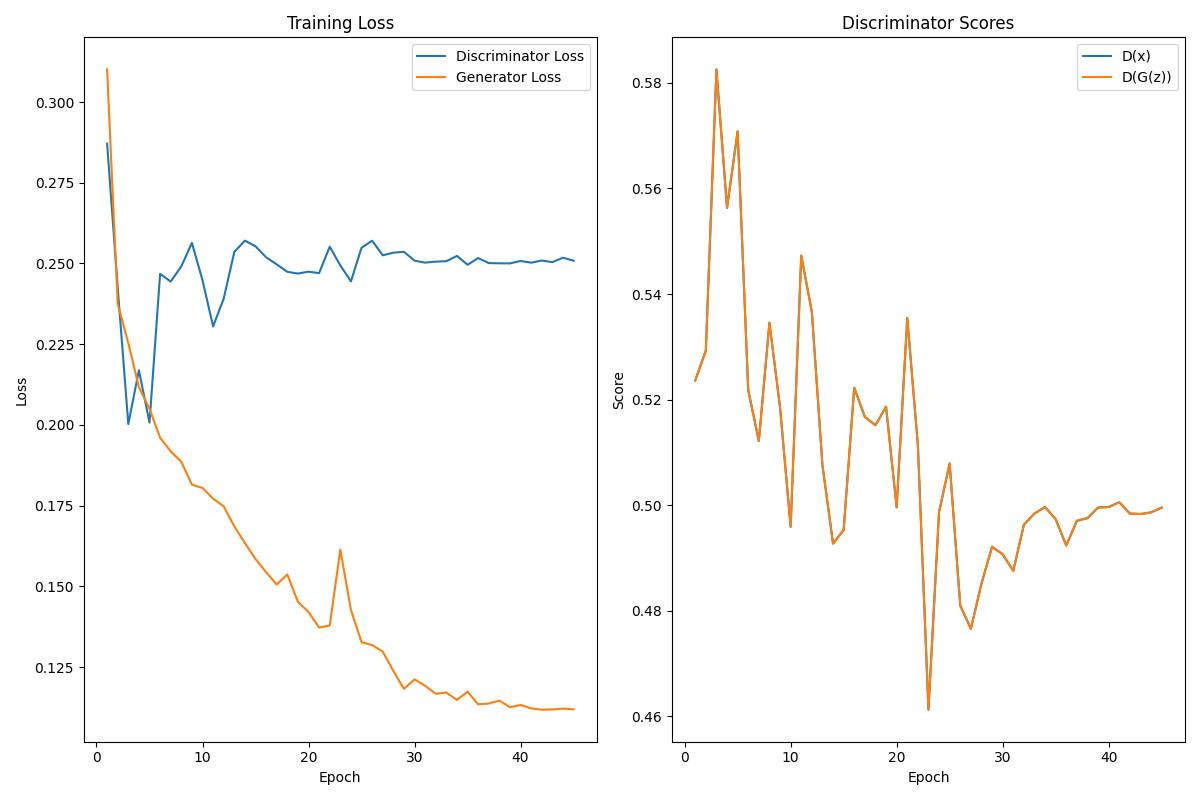 Training Loss
Discriminator Loss
Generator Loss
0.300
0.275
0.250
0.225
0.200
0.175
0.150
0.125
Loss
0 10 20 30 40
Epoch
Discriminator Scores
D(x)
D(G(z))
0.58
0.56
0.54
0.52
0.50
0.48
0.46
Score
0 10 20 30 40
Epoch